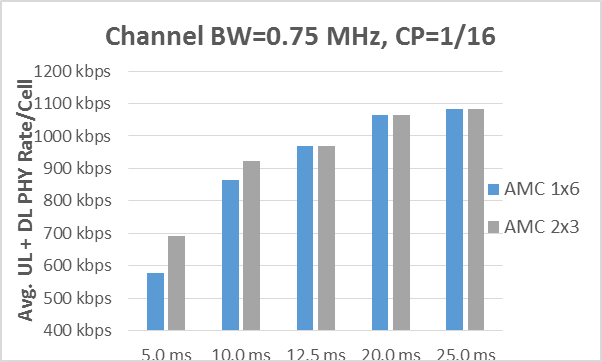 Channel BW=0.75 MHz, CP=1/16
Avg. UL + DL PHY Rate/Cell
1200 kbps
1100 kbps
1000 kbps
900 kbps
800 kbps
700 kbps
600 kbps
500 kbps
400 kbps
AMC 1x6
AMC 2x3
5.0 ms
10.0 ms
12.5 ms
20.0 ms
25.0 ms